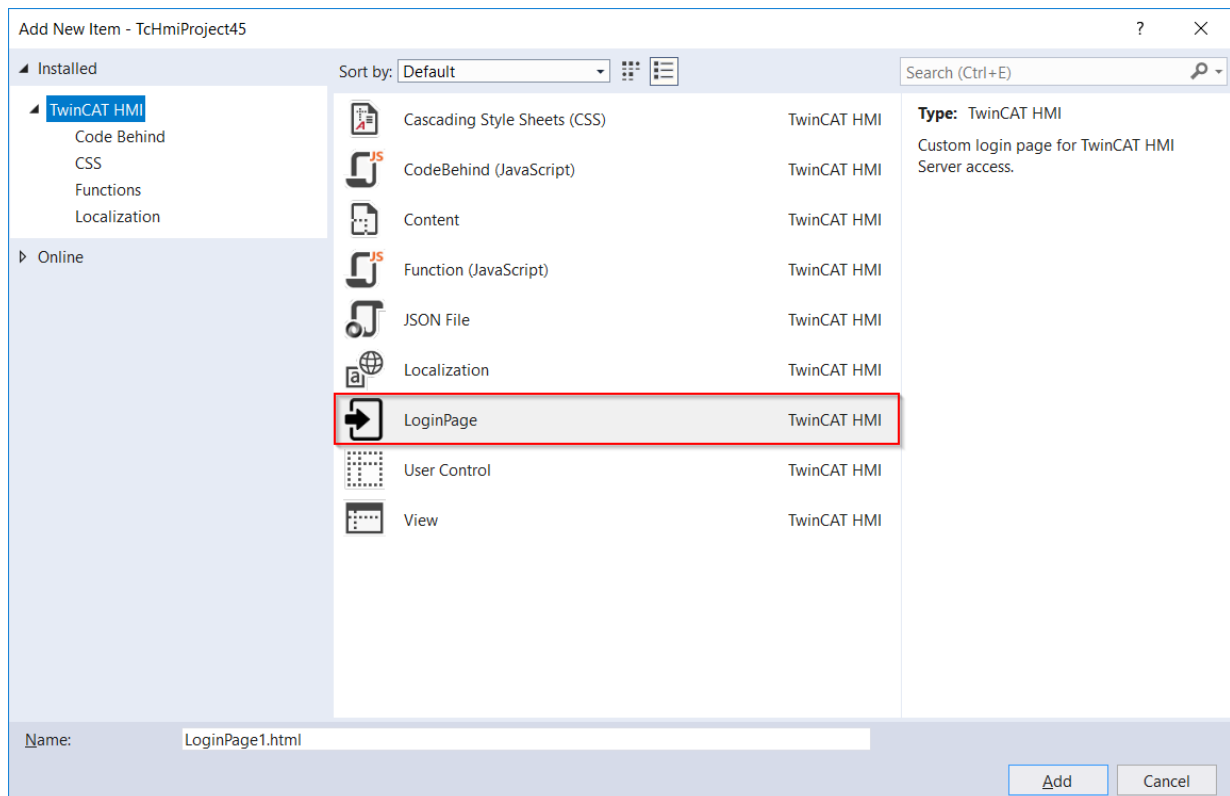 Add New Item - TcHmiProject45
?
Installed
Sort by: Default
Search (Ctrl+E)
TwinCAT HMI
Code Behind
CSS
Functions
Localization
Online
Cascading Style Sheets (CSS) TwinCAT HMI
JS
CodeBehind (JavaScript) TwinCAT HMI
Content TwinCAT HMI
JS
Function (JavaScript) TwinCAT HMI
JSON File TwinCAT HMI
a
Localization TwinCAT HMI
LoginPage TwinCAT HMI
User Control TwinCAT HMI
View TwinCAT HMI
Type: TwinCAT HMI
Custom login page for TwinCAT HMI
Server access.
Name: LoginPage1.html
Add Cancel